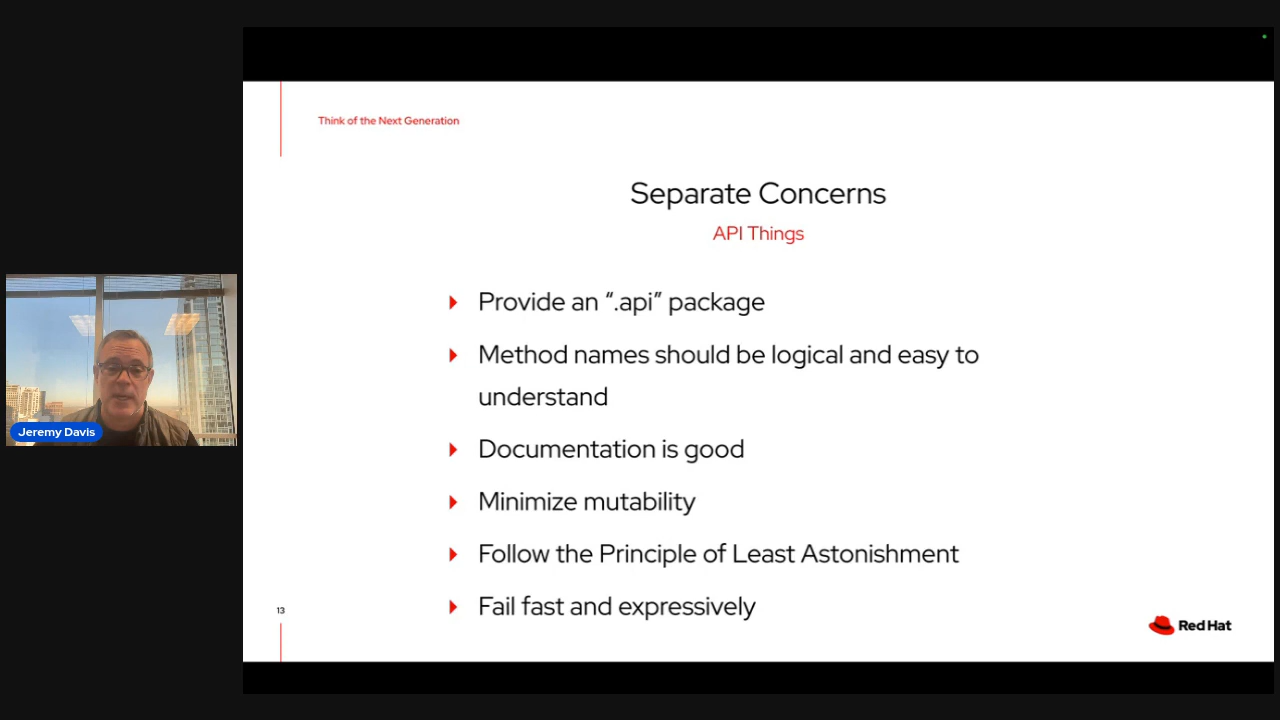 Think of the Next Generation
Separate Concerns
API Things
Provide an “.api” package
Method names should be logical and easy to
understand
Documentation is good
Minimize mutability
Follow the Principle of Least Astonishment
Fail fast and expressively
13
Red Hat
Jeremy Davis